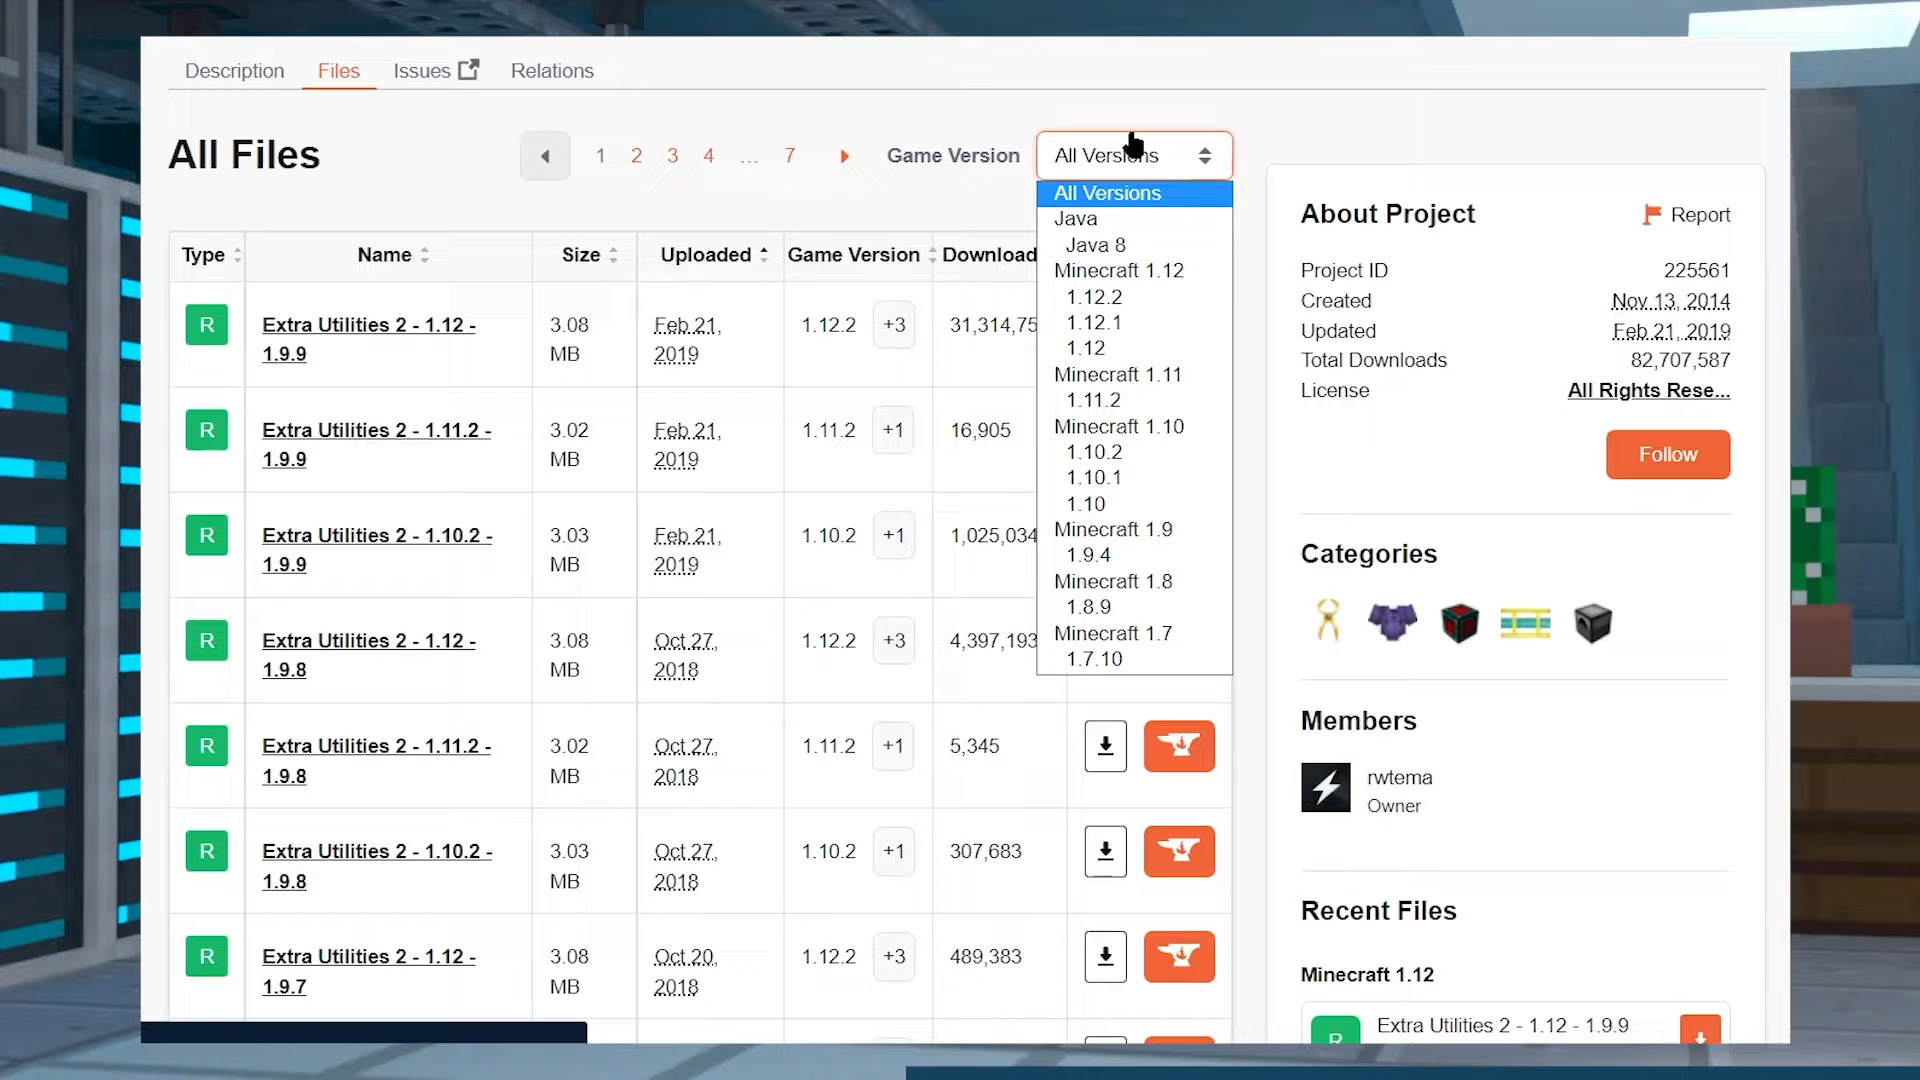 Description Files Issues Relations
All Files
1 2 3 4 ... 7
Game Version
All Versions
All Versions
Java
Java 8
Minecraft 1.12
1.12.2
1.12.1
1.12
Minecraft 1.11
1.11.2
Minecraft 1.10
1.10.2
1.10.1
1.10
Minecraft 1.9
1.9.4
Minecraft 1.8
1.8.9
Minecraft 1.7
1.7.10
Type Name Size Uploaded Game Version Download
R Extra Utilities 2 - 1.12 - 3.08 Feb 21, 1.12.2 +3 31,314,75
1.9.9 MB 2019
R Extra Utilities 2 - 1.11.2 - 3.02 Feb 21, 1.11.2 +1 16,905
1.9.9 MB 2019
R Extra Utilities 2 - 1.10.2 - 3.03 Feb 21, 1.10.2 +1 1,025,034
1.9.9 MB 2019
R Extra Utilities 2 - 1.12 - 3.08 Oct 27, 1.12.2 +3 4,397,193
1.9.8 MB 2018
R Extra Utilities 2 - 1.11.2 - 3.02 Oct 27, 1.11.2 +1 5,345
1.9.8 MB 2018
R Extra Utilities 2 - 1.10.2 - 3.03 Oct 27, 1.10.2 +1 307,683
1.9.8 MB 2018
R Extra Utilities 2 - 1.12 - 3.08 Oct 20, 1.12.2 +3 489,383
1.9.7 MB 2018
About Project Report
Project ID 225561
Created Nov 13, 2014
Updated Feb 21, 2019
Total Downloads 82,707,587
License All Rights Rese...
Follow
Categories
Members
rwtema
Owner
Recent Files
Minecraft 1.12
R Extra Utilities 2 - 1.12 - 1.9.9